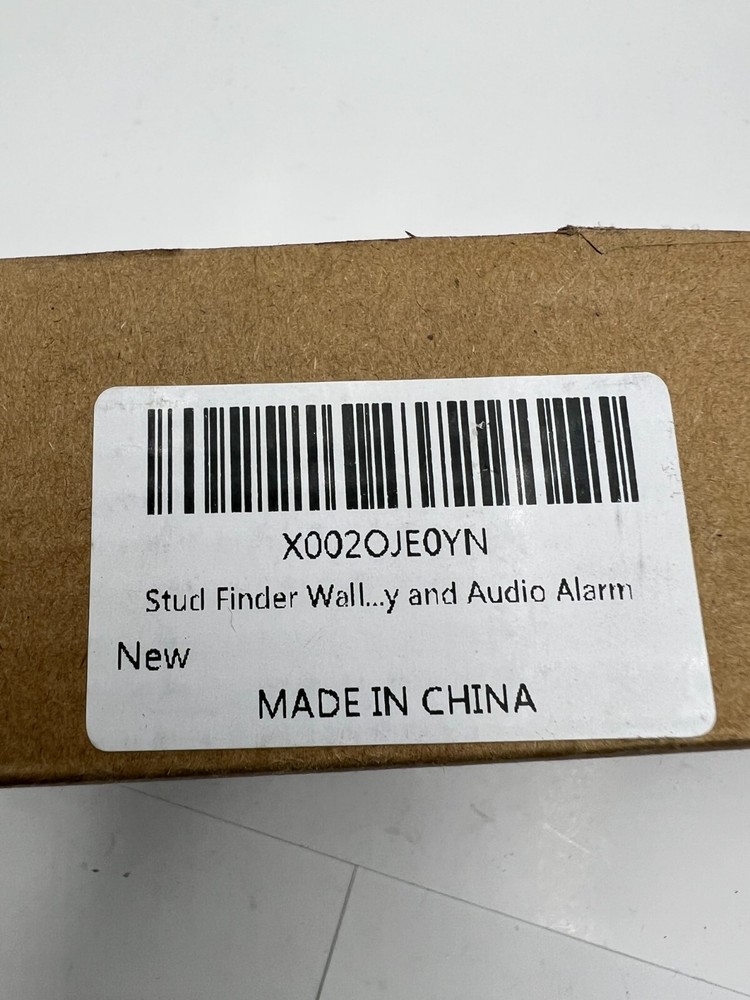 X002OJE0YN
Stud Finder Wall...y and Audio Alarm
New
MADE IN CHINA